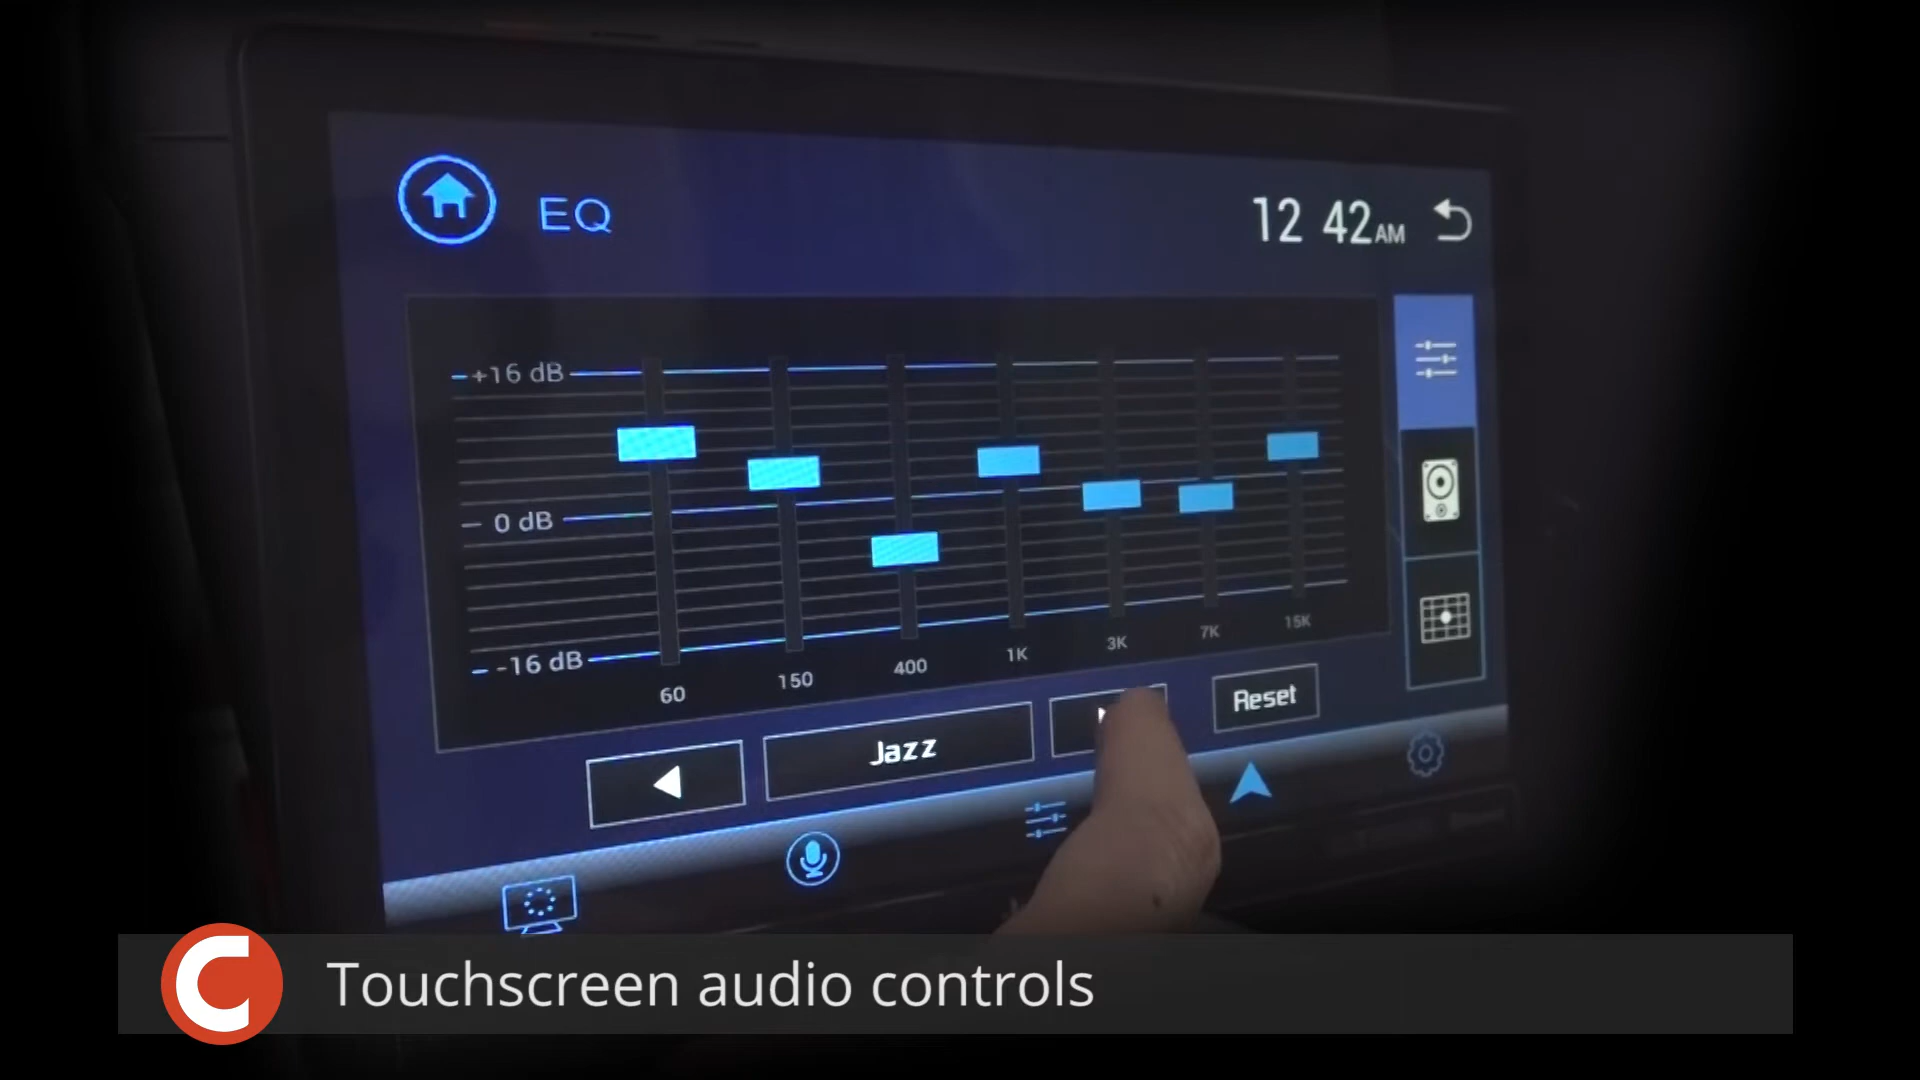 EQ
12 42AM
+16 dB
0 dB
-16 dB
60 150 400 1K 3K 7K 15K
Jazz
Reset
Touchscreen audio controls